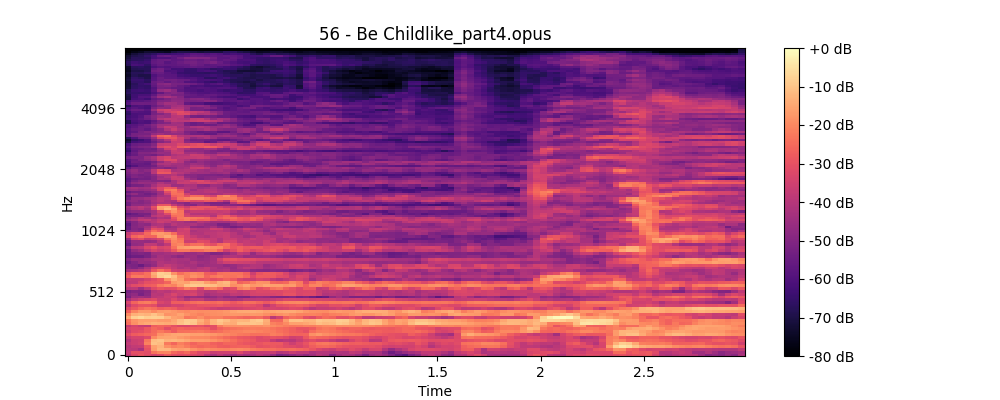 56 - Be Childlike_part4.opus
Hz
4096
2048
1024
512
0
0
0.5
1
1.5
2
2.5
Time
+0 dB
-10 dB
-20 dB
-30 dB
-40 dB
-50 dB
-60 dB
-70 dB
-80 dB